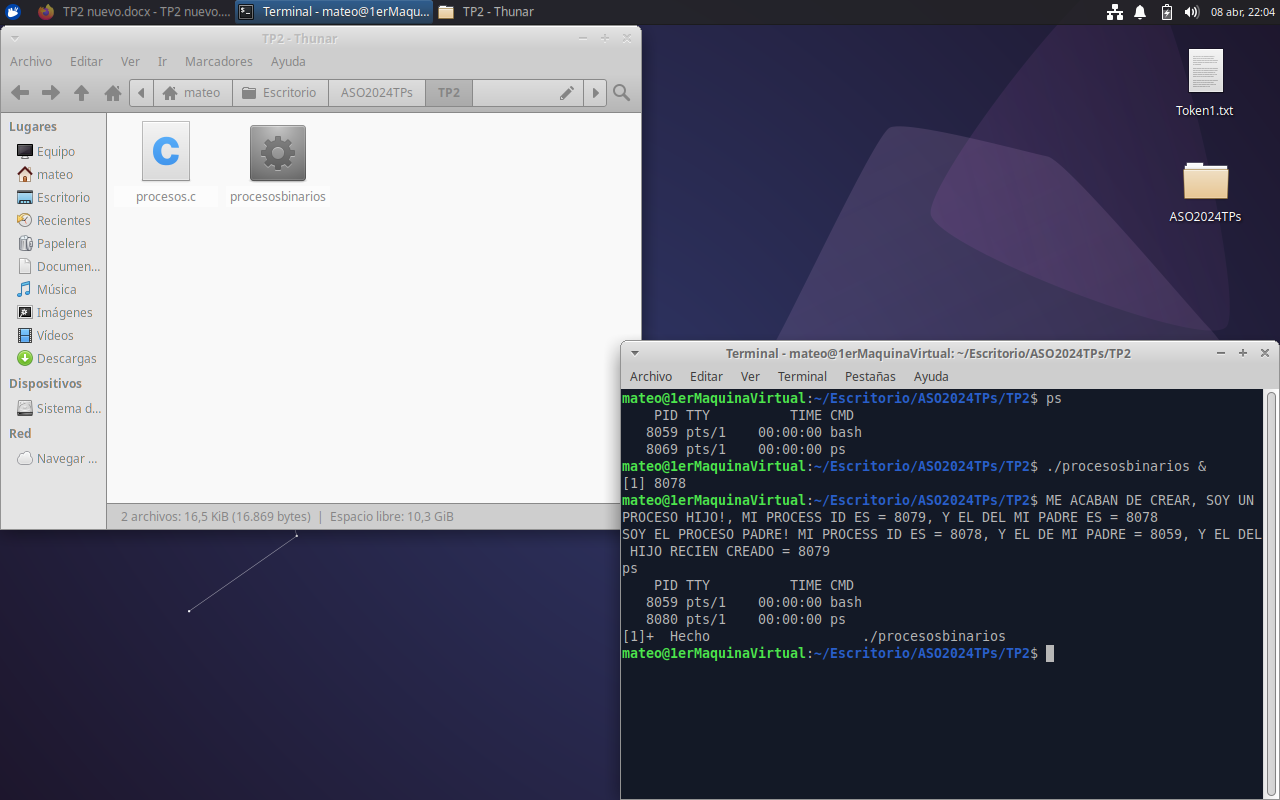 TP2 nuevo.docx - TP2 nuevo....
Terminal - mateo@1erMaqu...
TP2 - Thunar
08 abr, 22:04
TP2 - Thunar
Archivo Editar Ver Ir Marcadores Ayuda
mateo Escritorio ASO2024TPs TP2
Lugares
Equipo
mateo
Escritorio
Recientes
Papelera
Documen...
Música
Imágenes
Vídeos
Descargas
Dispositivos
Sistema d...
Red
Navegar ...
C
procesos.c
procesosbinarios
2 archivos: 16,5 KiB (16.869 bytes) | Espacio libre: 10,3 GiB
Token1.txt
ASO2024TPs
Terminal - mateo@1erMaquinaVirtual: ~/Escritorio/ASO2024TPs/TP2
Archivo Editar Ver Terminal Pestañas Ayuda
mateo@1erMaquinaVirtual:~/Escritorio/ASO2024TPs/TP2$ ps
PID TTY TIME CMD
8059 pts/1 00:00:00 bash
8069 pts/1 00:00:00 ps
mateo@1erMaquinaVirtual:~/Escritorio/ASO2024TPs/TP2$ ./procesosbinarios &
[1] 8078
mateo@1erMaquinaVirtual:~/Escritorio/ASO2024TPs/TP2$ ME ACABAN DE CREAR, SOY UN
PROCESO HIJO!, MI PROCESS ID ES = 8079, Y EL DEL MI PADRE ES = 8078
SOY EL PROCESO PADRE! MI PROCESS ID ES = 8078, Y EL DE MI PADRE = 8059, Y EL DEL
HIJO RECIEN CREADO = 8079
ps
PID TTY TIME CMD
8059 pts/1 00:00:00 bash
8080 pts/1 00:00:00 ps
[1]+ Hecho ./procesosbinarios
mateo@1erMaquinaVirtual:~/Escritorio/ASO2024TPs/TP2$